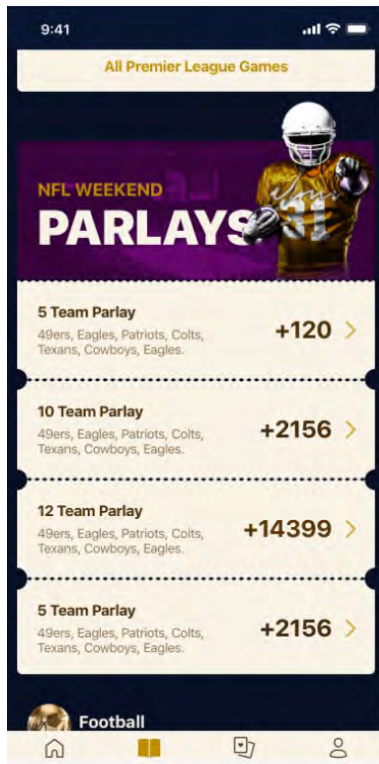 9:41
All Premier League Games
NFL WEEKEND
PARLAYS
5 Team Parlay
49ers, Eagles, Patriots, Colts,
Texans, Cowboys, Eagles.
+120
10 Team Parlay
49ers, Eagles, Patriots, Colts,
Texans, Cowboys, Eagles.
+2156
12 Team Parlay
49ers, Eagles, Patriots, Colts,
Texans, Cowboys, Eagles.
+14399
5 Team Parlay
49ers, Eagles, Patriots, Colts,
Texans, Cowboys, Eagles.
+2156
Football